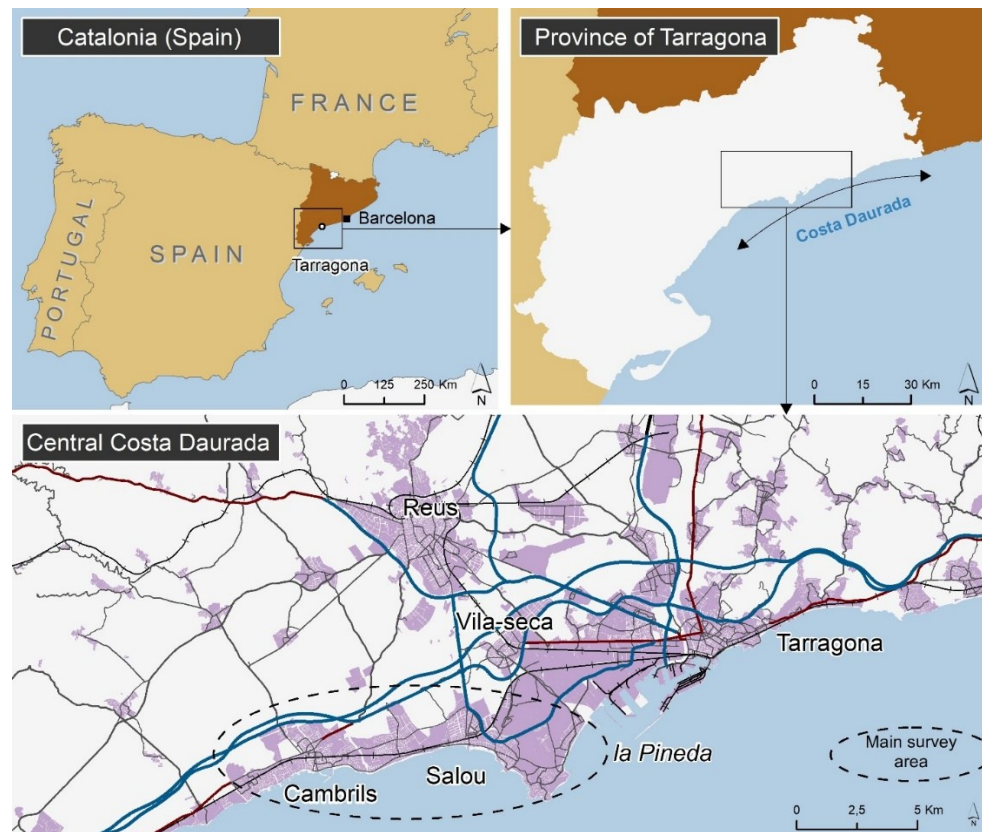 Catalonia (Spain)
FRANCE
PORTUGAL
SPAIN
Barcelona
Tarragona
0 125 250 Km
N
Province of Tarragona
Costa Daurada
0 15 30 Km
N
Central Costa Daurada
Reus
Vila-seca
Tarragona
la Pineda
Salou
Cambrils
Main survey
area
0 2,5 5 Km
N